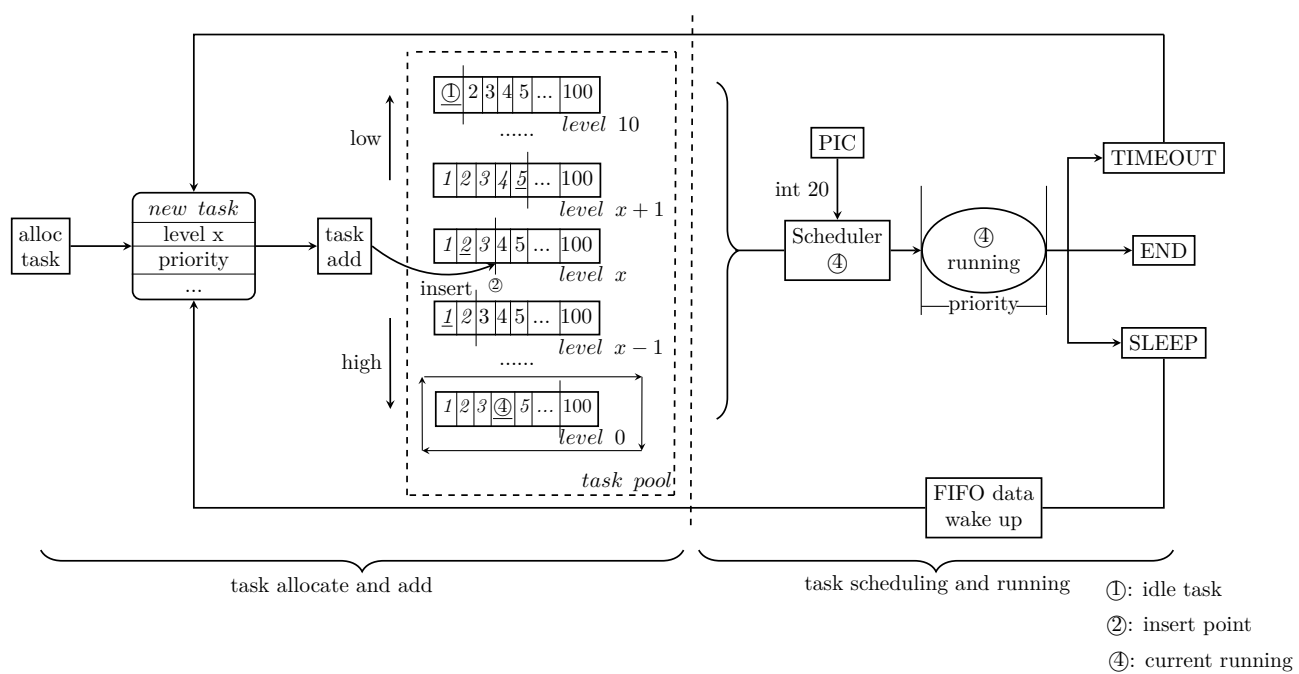 alloc
task
new task
level x
priority
...
task
add
low
high
① 2 3 4 5 ... 100
level 10
......
1 2 3 4 5 ... 100
level x + 1
1 2 3 4 5 ... 100
level x
insert ②
1 2 3 4 5 ... 100
level x − 1
......
1 2 3 ④ 5 ... 100
level 0
task pool
PIC
int 20
Scheduler
④
④
running
priority
TIMEOUT
END
SLEEP
FIFO data
wake up
task allocate and add
task scheduling and running
①: idle task
②: insert point
④: current running